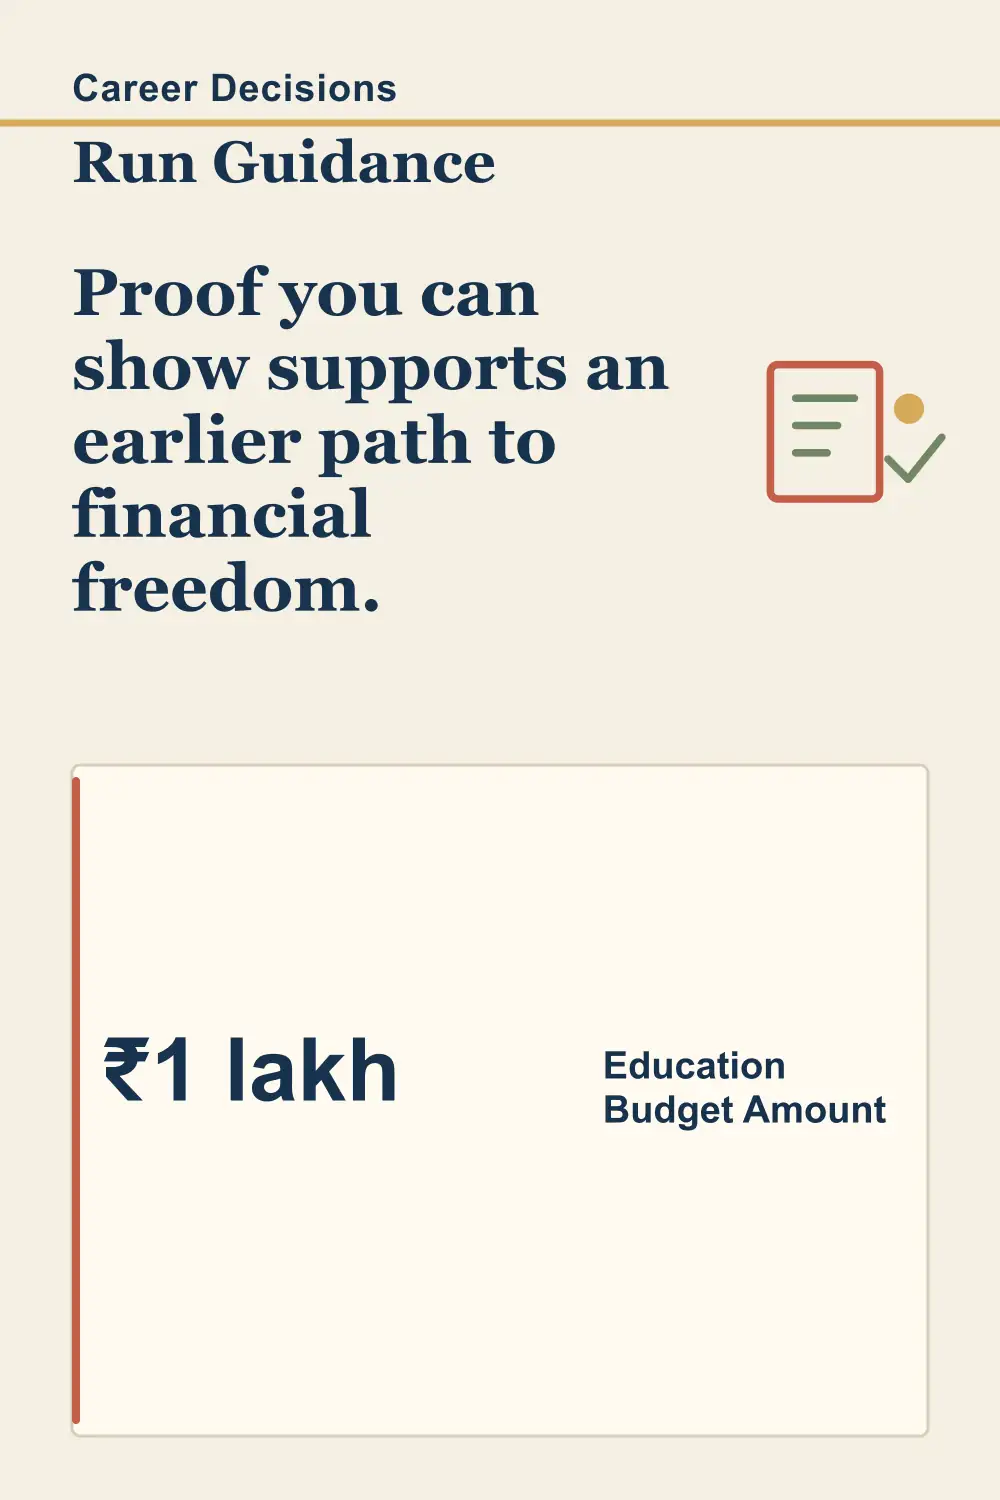 Career Decisions
Run Guidance
Proof you can
show supports an
earlier path to
financial
freedom.
₹1 lakh
Education
Budget Amount